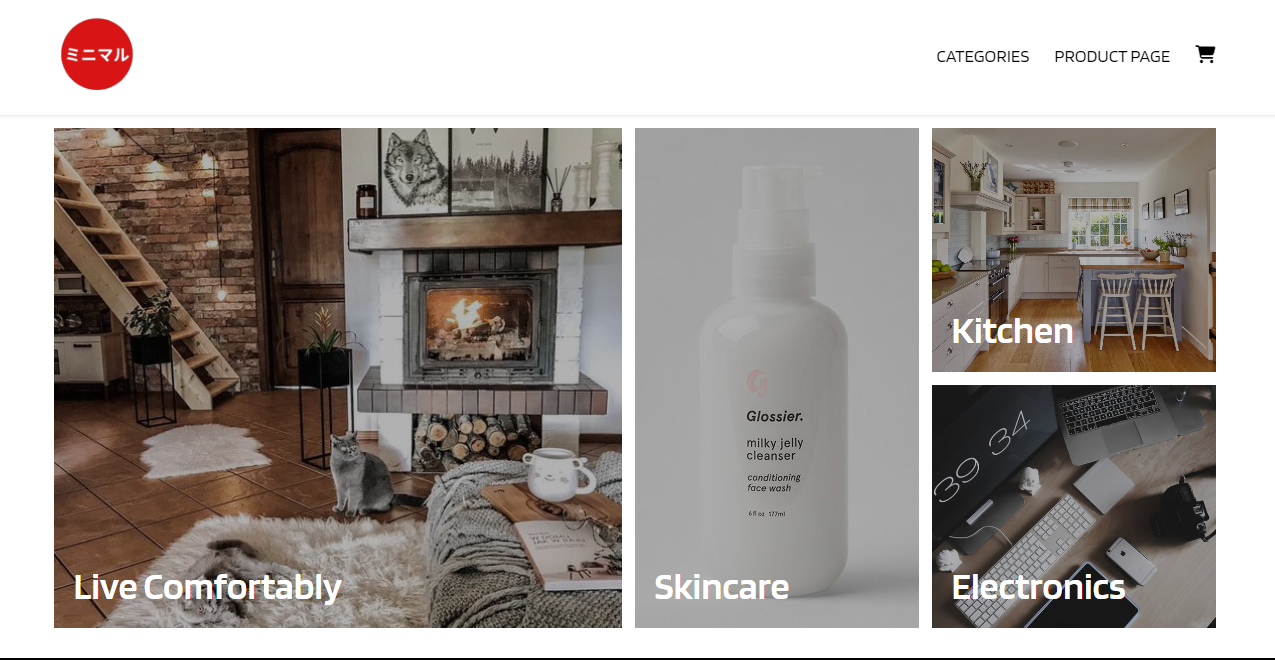 ミニマル
CATEGORIES
PRODUCT PAGE
Live Comfortably
Glossier.
milky jelly
cleanser
conditioning
face wash
6 fl oz 177ml
Skincare
Kitchen
39 34
Electronics